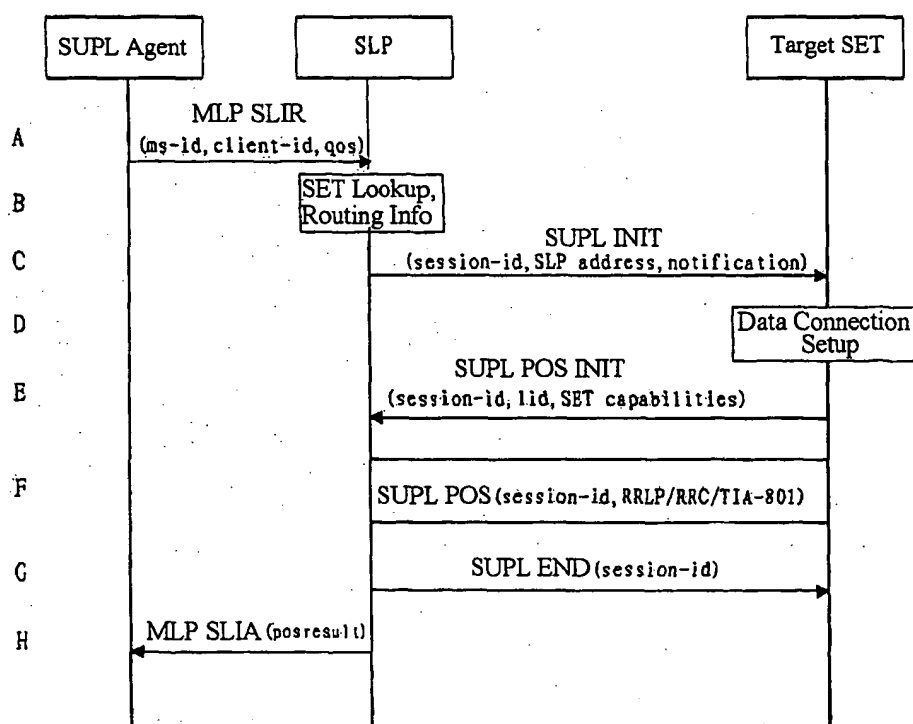 SUPL Agent
SLP
Target SET
A
MLP SLIR
(ms-id, client-id, qos)
B
SET Lookup,
Routing Info
C
SUPL INIT
(session-id, SLP address, notification)
D
Data Connection
Setup
E
SUPL POS INIT
(session-id, lid, SET capabilities)
F
SUPL POS (session-id, RRLP/RRC/TIA-801)
G
SUPL END (session-id)
H
MLP SLIA (posresult)